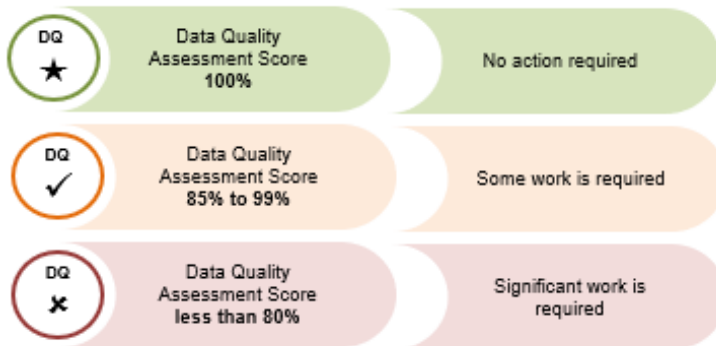 DQ
Data Quality
Assessment Score
100%
No action required
DQ
Data Quality
Assessment Score
85% to 99%
Some work is required
DQ
Data Quality
Assessment Score
less than 80%
Significant work is
required